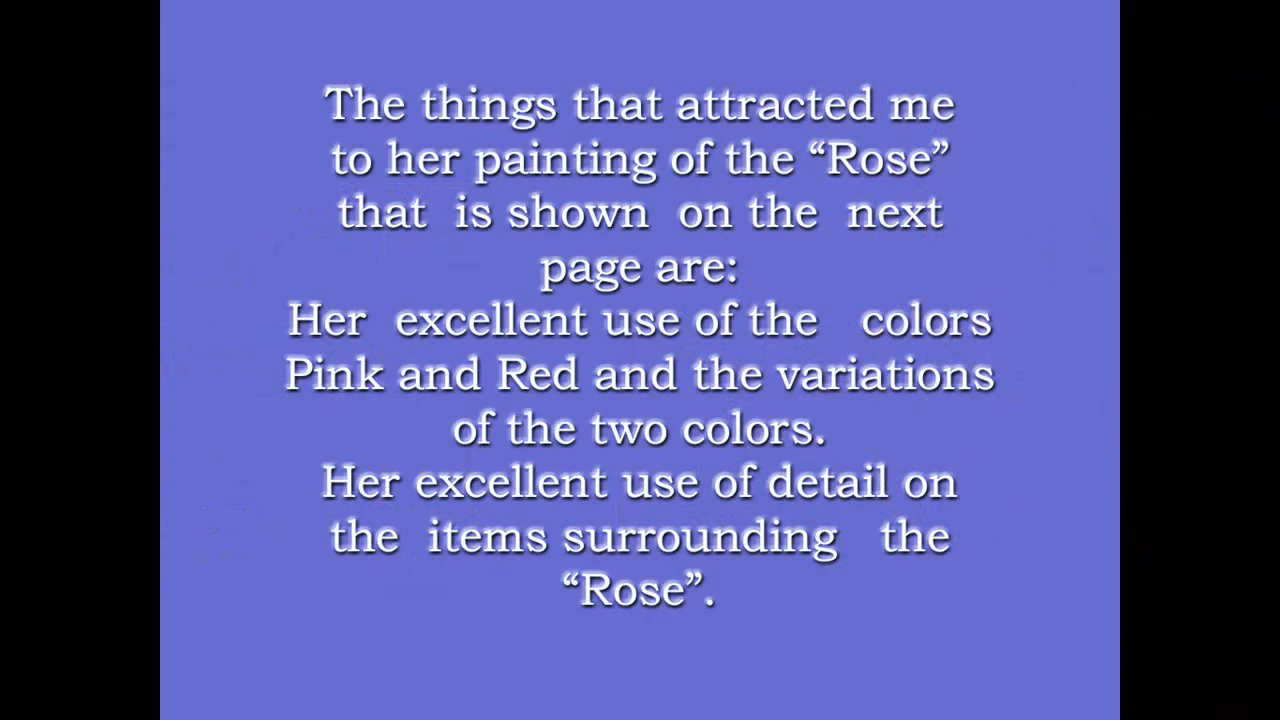 The things that attracted me
to her painting of the “Rose”
that is shown on the next
page are:
Her excellent use of the colors
Pink and Red and the variations
of the two colors.
Her excellent use of detail on
the items surrounding the
“Rose”.